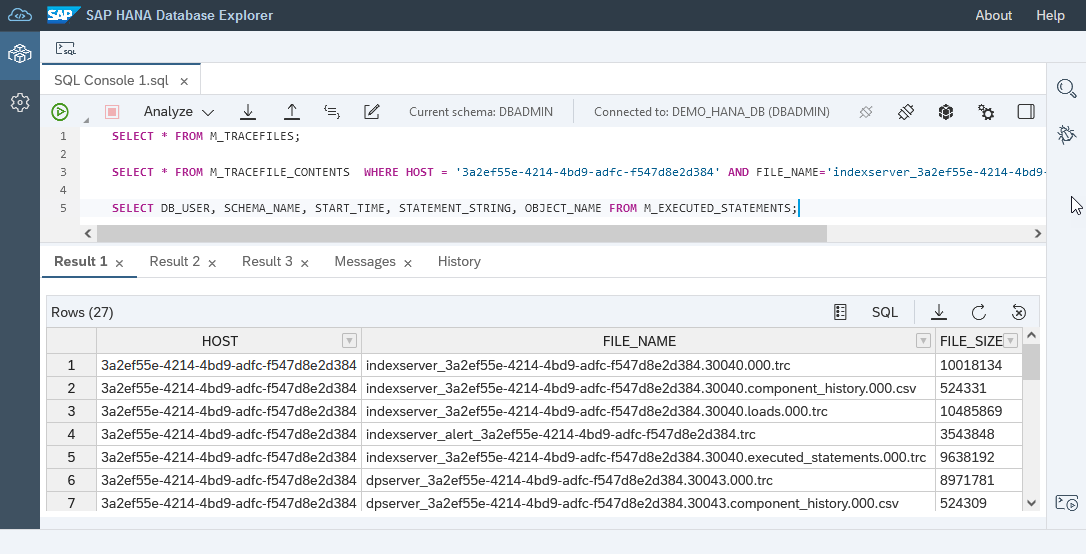 SAP SAP HANA Database Explorer About Help
SQL
SQL Console 1.sql ×
Analyze Current schema: DBADMIN Connected to: DEMO_HANA_DB (DBADMIN)
1 SELECT * FROM M_TRACEFILES;
2
3 SELECT * FROM M_TRACEFILE_CONTENTS WHERE HOST = '3a2ef55e-4214-4bd9-adfc-f547d8e2d384' AND FILE_NAME='indexserver_3a2ef55e-4214-4bd9-
4
5 SELECT DB_USER, SCHEMA_NAME, START_TIME, STATEMENT_STRING, OBJECT_NAME FROM M_EXECUTED_STATEMENTS;
Result 1 × Result 2 × Result 3 × Messages × History
Rows (27) SQL
HOST FILE_NAME FILE_SIZE
1 3a2ef55e-4214-4bd9-adfc-f547d8e2d384 indexserver_3a2ef55e-4214-4bd9-adfc-f547d8e2d384.30040.000.trc 10018134
2 3a2ef55e-4214-4bd9-adfc-f547d8e2d384 indexserver_3a2ef55e-4214-4bd9-adfc-f547d8e2d384.30040.component_history.000.csv 524331
3 3a2ef55e-4214-4bd9-adfc-f547d8e2d384 indexserver_3a2ef55e-4214-4bd9-adfc-f547d8e2d384.30040.loads.000.trc 10485869
4 3a2ef55e-4214-4bd9-adfc-f547d8e2d384 indexserver_alert_3a2ef55e-4214-4bd9-adfc-f547d8e2d384.trc 3543848
5 3a2ef55e-4214-4bd9-adfc-f547d8e2d384 indexserver_3a2ef55e-4214-4bd9-adfc-f547d8e2d384.30040.executed_statements.000.trc 9638192
6 3a2ef55e-4214-4bd9-adfc-f547d8e2d384 dpserver_3a2ef55e-4214-4bd9-adfc-f547d8e2d384.30043.000.trc 8971781
7 3a2ef55e-4214-4bd9-adfc-f547d8e2d384 dpserver_3a2ef55e-4214-4bd9-adfc-f547d8e2d384.30043.component_history.000.csv 524309